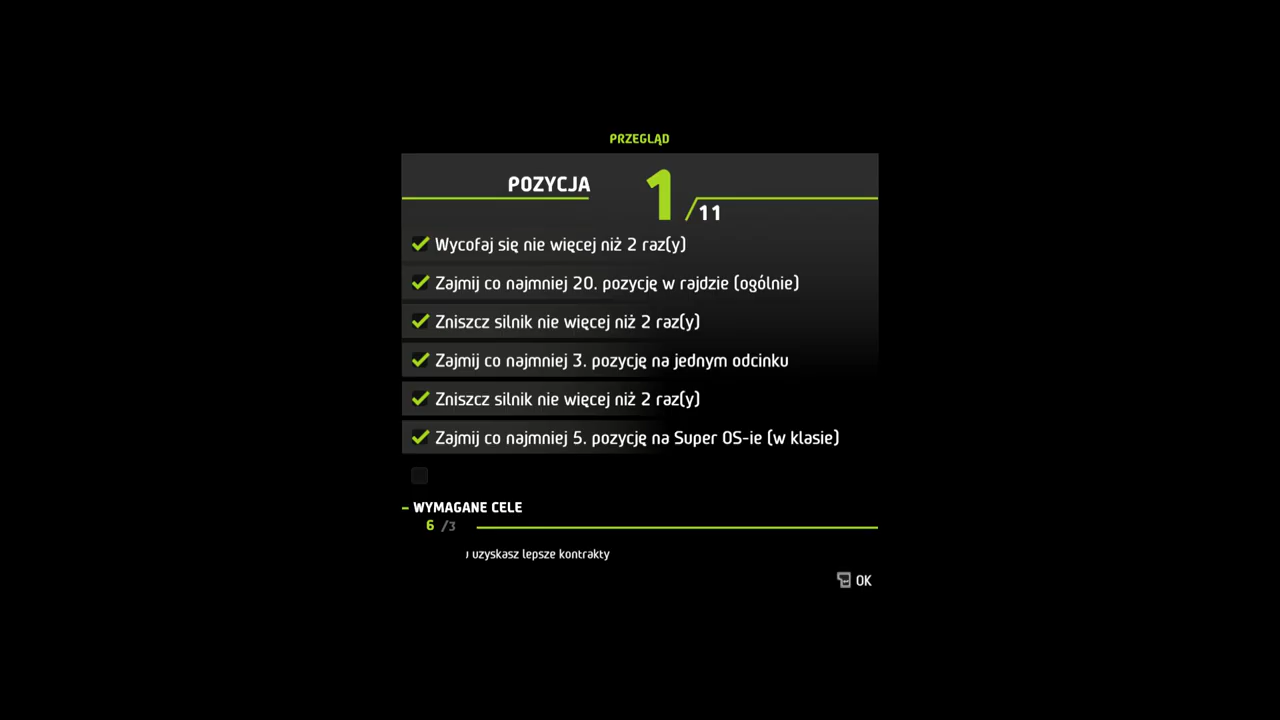 PRZEGLĄD
POZYCJA 1/11
Wycofaj się nie więcej niż 2 raz(y)
Zajmij co najmniej 20. pozycję w rajdzie (ogólnie)
Zniszcz silnik nie więcej niż 2 raz(y)
Zajmij co najmniej 3. pozycję na jednym odcinku
Zniszcz silnik nie więcej niż 2 raz(y)
Zajmij co najmniej 5. pozycję na Super OS-ie (w klasie)
WYMAGANE CELE
6 /3
uzyskasz lepsze kontrakty
OK